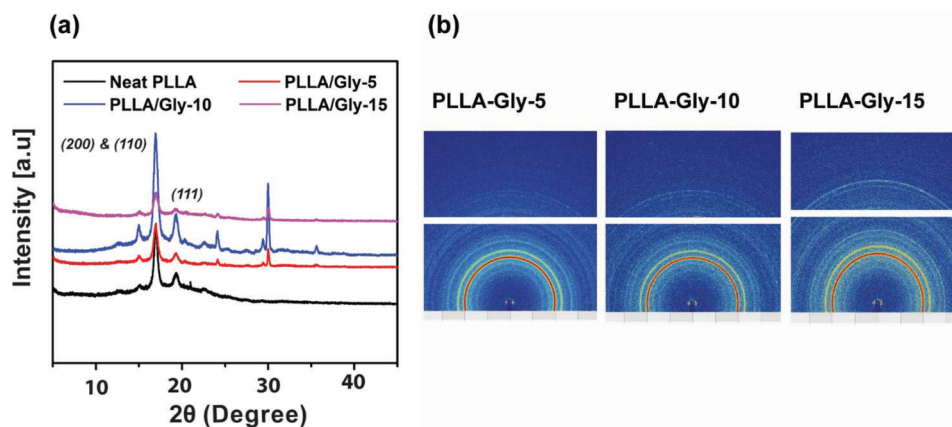 (a)
Neat PLLA
PLLA/Gly-5
PLLA/Gly-10
PLLA/Gly-15
(200) & (110)
(111)
Intensity [a.u]
10
20
30
40
2θ (Degree)
(b)
PLLA-Gly-5
PLLA-Gly-10
PLLA-Gly-15